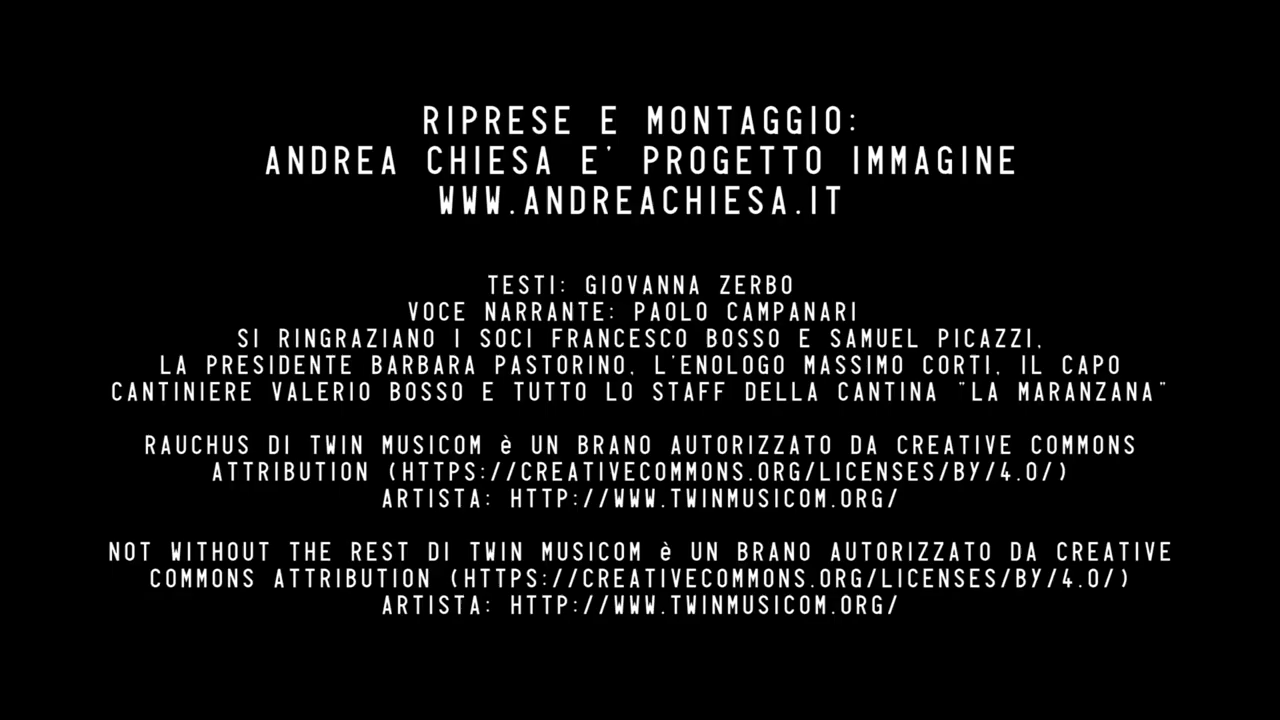 RIPRESE E MONTAGGIO:
ANDREA CHIESA E' PROGETTO IMMAGINE
WWW.ANDREACHIESA.IT
TESTI: GIOVANNA ZERBO
VOCE NARRANTE: PAOLO CAMPANARI
SI RINGRAZIANO I SOCI FRANCESCO BOSSO E SAMUEL PICAZZI,
LA PRESIDENTE BARBARA PASTORINO, L'ENOLOGO MASSIMO CORTI, IL CAPO
CANTINIERE VALERIO BOSSO E TUTTO LO STAFF DELLA CANTINA "LA MARANZANA"
RAUCHUS DI TWIN MUSICOM è UN BRANO AUTORIZZATO DA CREATIVE COMMONS
ATTRIBUTION (HTTPS://CREATIVECOMMONS.ORG/LICENSES/BY/4.0/)
ARTISTA: HTTP://WWW.TWINMUSICOM.ORG/
NOT WITHOUT THE REST DI TWIN MUSICOM è UN BRANO AUTORIZZATO DA CREATIVE
COMMONS ATTRIBUTION (HTTPS://CREATIVECOMMONS.ORG/LICENSES/BY/4.0/)
ARTISTA: HTTP://WWW.TWINMUSICOM.ORG/